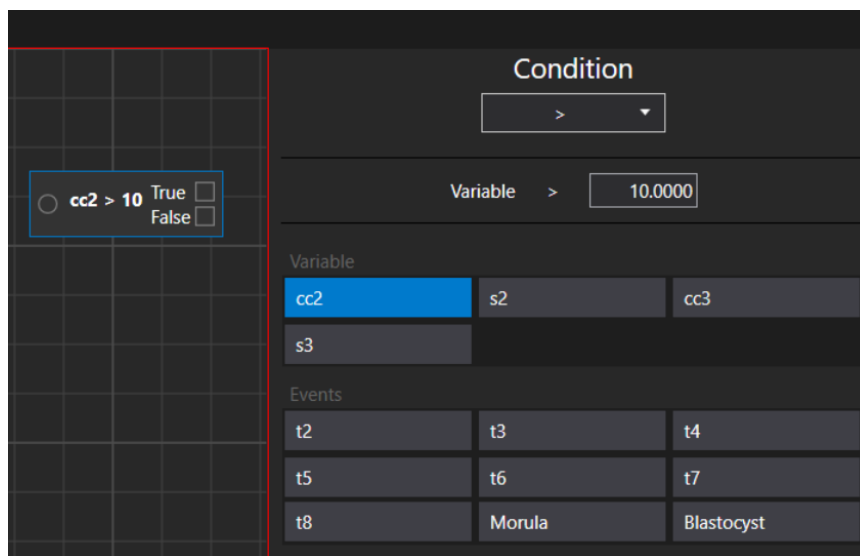 Condition
>
cc2 > 10 True
False
Variable > 10.0000
Variable
cc2 s2 cc3
s3
Events
t2 t3 t4
t5 t6 t7
t8 Morula Blastocyst